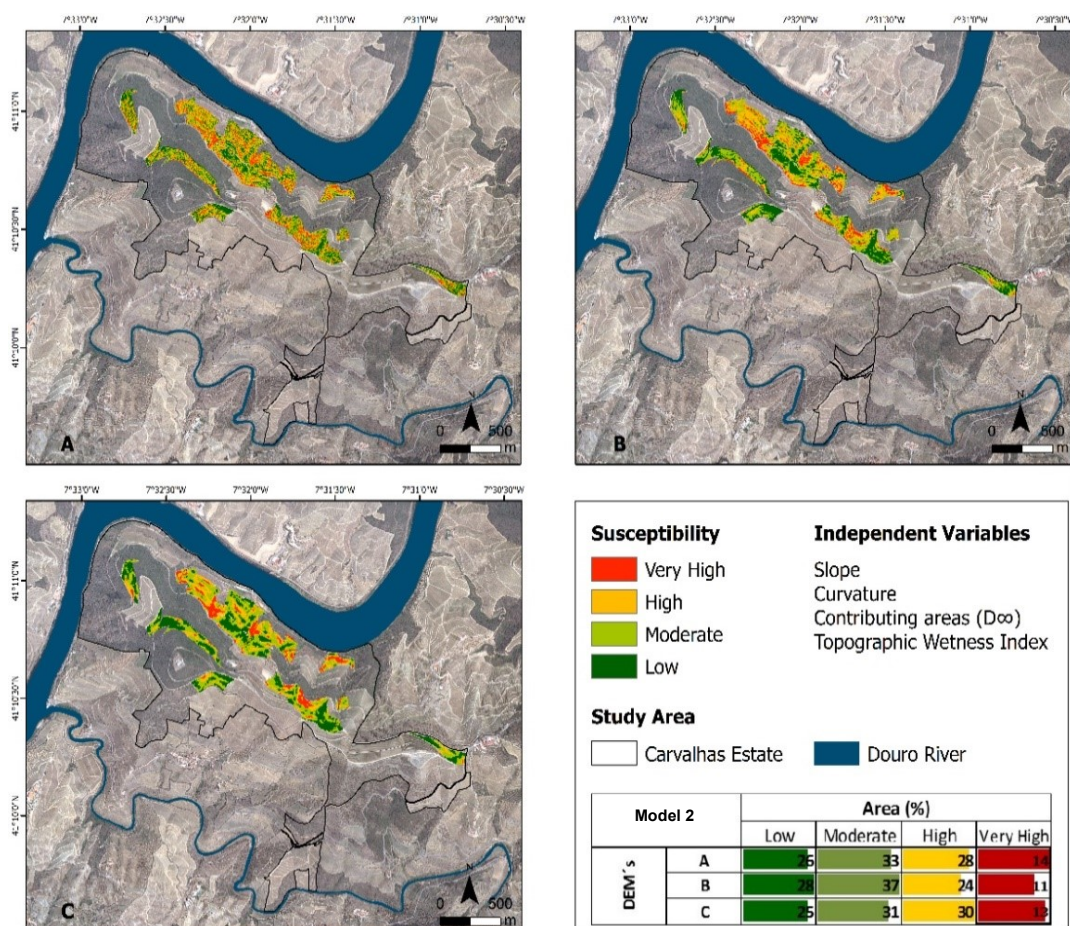 7°33'0"W 7°32'30"W 7°32'0"W 7°31'30"W 7°31'0"W 7°30'30"W
7°33'0"W 7°32'30"W 7°32'0"W 7°31'30"W 7°31'0"W 7°30'30"W
41°11'0"N
41°10'30"N
41°10'0"N
A
N
0 500
m
B
N
0 500
m
7°33'0"W 7°32'30"W 7°32'0"W 7°31'30"W 7°31'0"W 7°30'30"W
41°11'0"N
41°10'30"N
41°10'0"N
C
N
0 500
m
Susceptibility
Very High
High
Moderate
Low
Independent Variables
Slope
Curvature
Contributing areas (D∞)
Topographic Wetness Index
Study Area
Carvalhas Estate Douro River
Model 2 Area (%)
Low Moderate High Very High
DEM´s
A 26 33 28 14
B 28 37 24 11
C 25 31 30 13